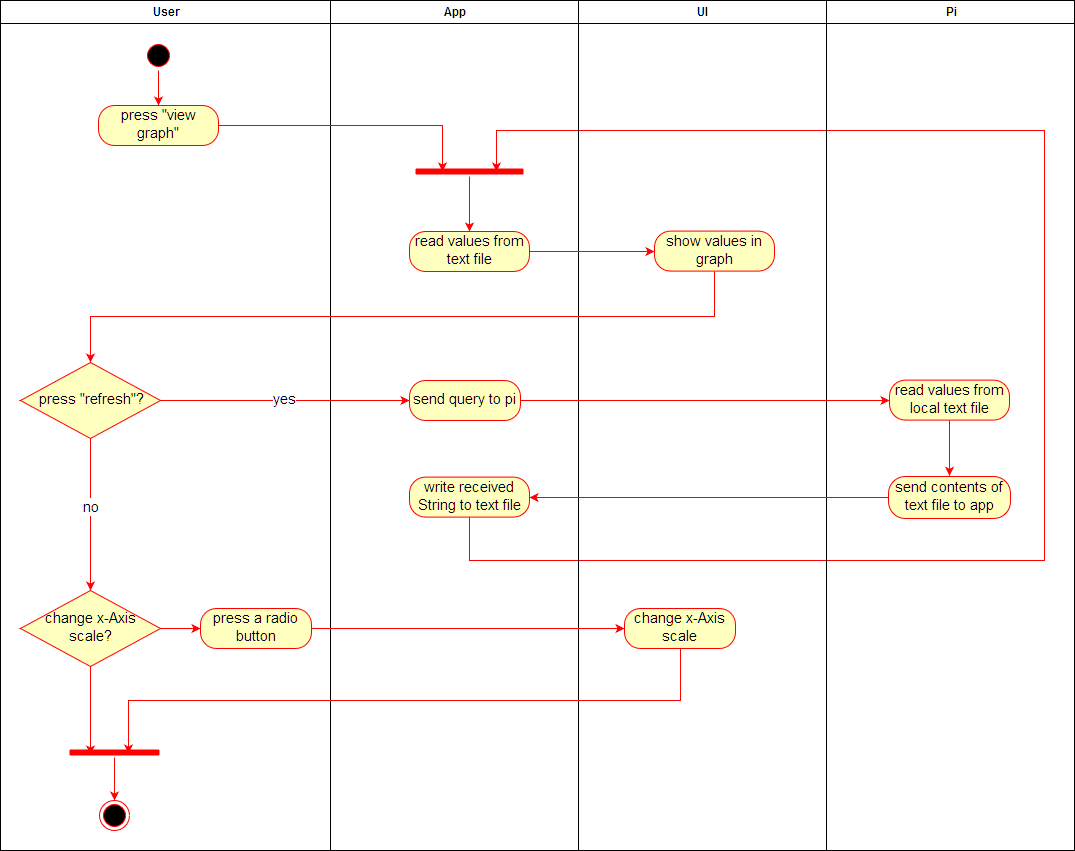 User
App
UI
Pi
press "view
graph"
read values from
text file
show values in
graph
press "refresh"?
yes
send query to pi
read values from
local text file
write received
String to text file
send contents of
text file to app
no
change x-Axis
scale?
press a radio
button
change x-Axis
scale